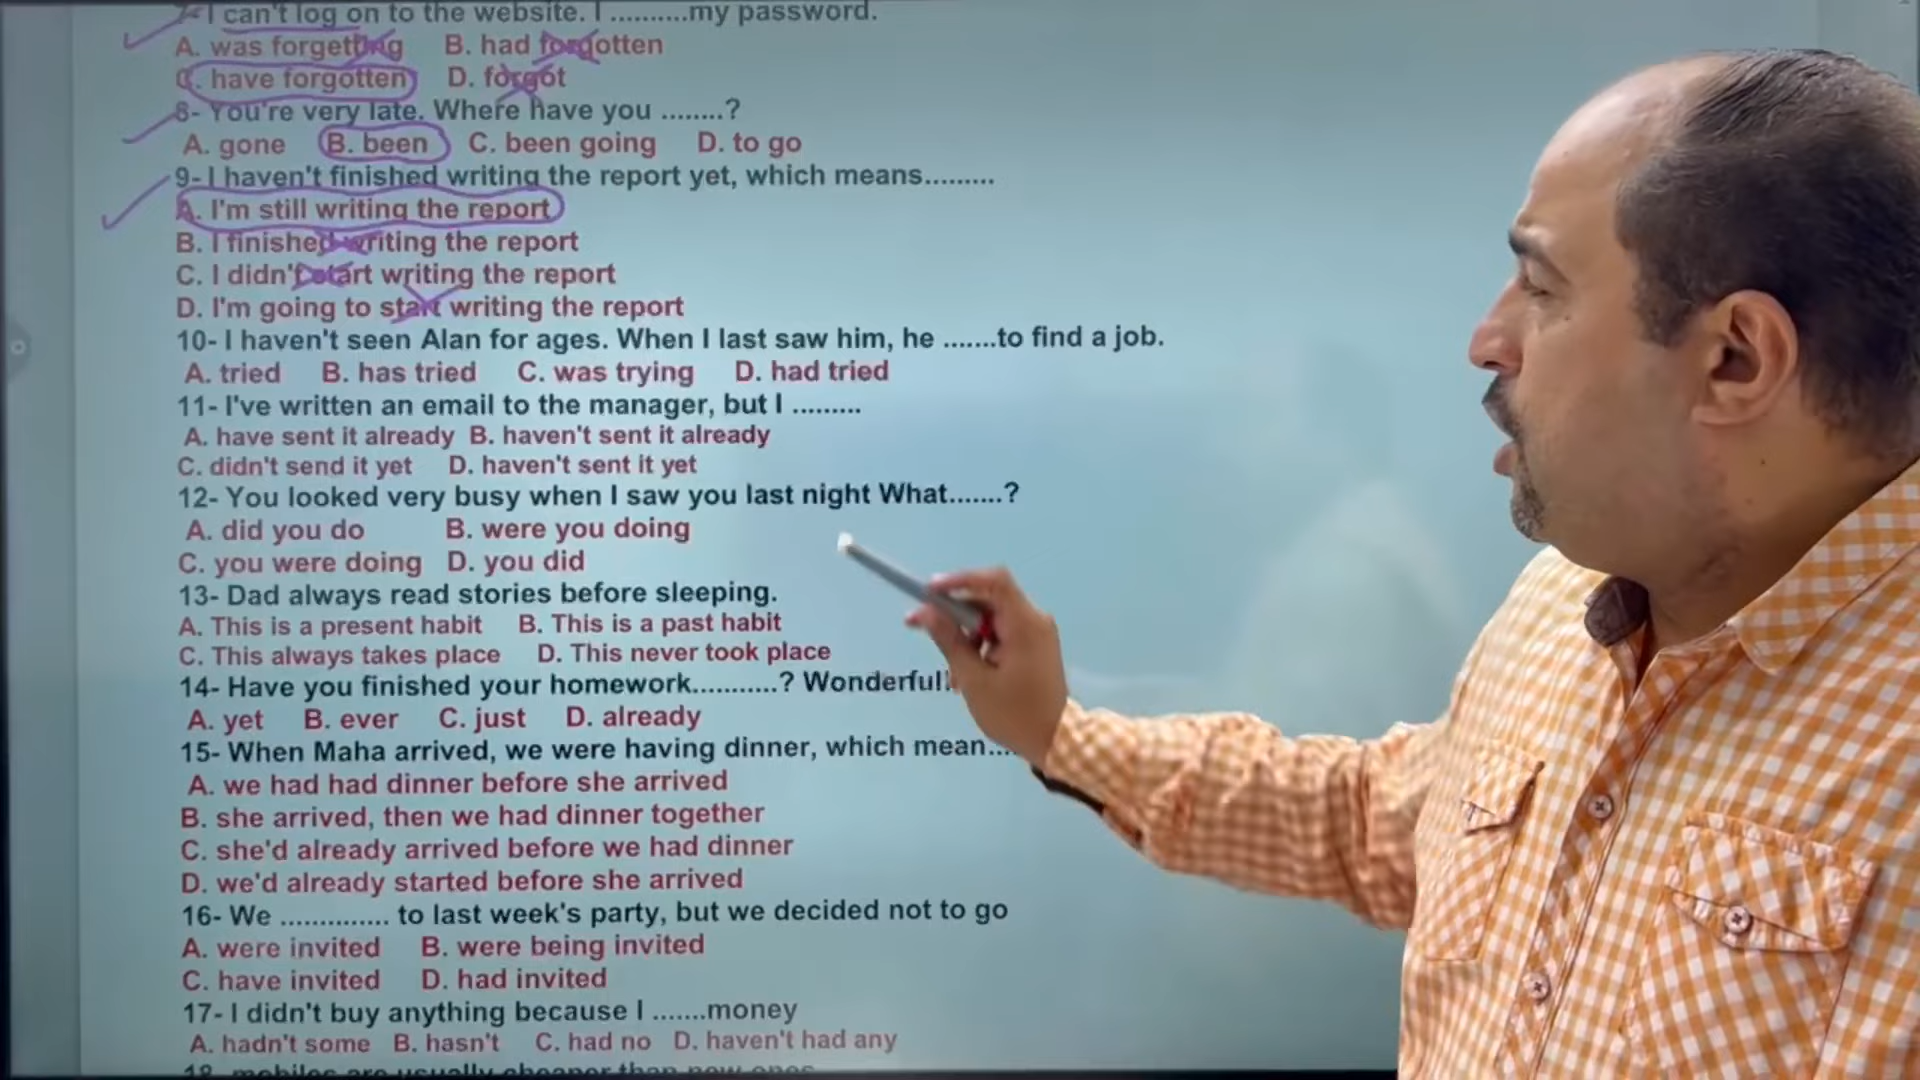 7- I can't log on to the website. I ..........my password.
A. was forgetting B. had forgotten
C. have forgotten D. forgot
8- You're very late. Where have you ........?
A. gone B. been C. been going D. to go
9- I haven't finished writing the report yet, which means.........
A. I'm still writing the report
B. I finished writing the report
C. I didn't start writing the report
D. I'm going to start writing the report
10- I haven't seen Alan for ages. When I last saw him, he .......to find a job.
A. tried B. has tried C. was trying D. had tried
11- I've written an email to the manager, but I .........
A. have sent it already B. haven't sent it already
C. didn't send it yet D. haven't sent it yet
12- You looked very busy when I saw you last night What.......?
A. did you do B. were you doing
C. you were doing D. you did
13- Dad always read stories before sleeping.
A. This is a present habit B. This is a past habit
C. This always takes place D. This never took place
14- Have you finished your homework...........? Wonderful!
A. yet B. ever C. just D. already
15- When Maha arrived, we were having dinner, which mean....
A. we had had dinner before she arrived
B. she arrived, then we had dinner together
C. she'd already arrived before we had dinner
D. we'd already started before she arrived
16- We .............. to last week's party, but we decided not to go
A. were invited B. were being invited
C. have invited D. had invited
17- I didn't buy anything because I .......money
A. hadn't some B. hasn't C. had no D. haven't had any
18- mobiles are usually cheaper than new ones